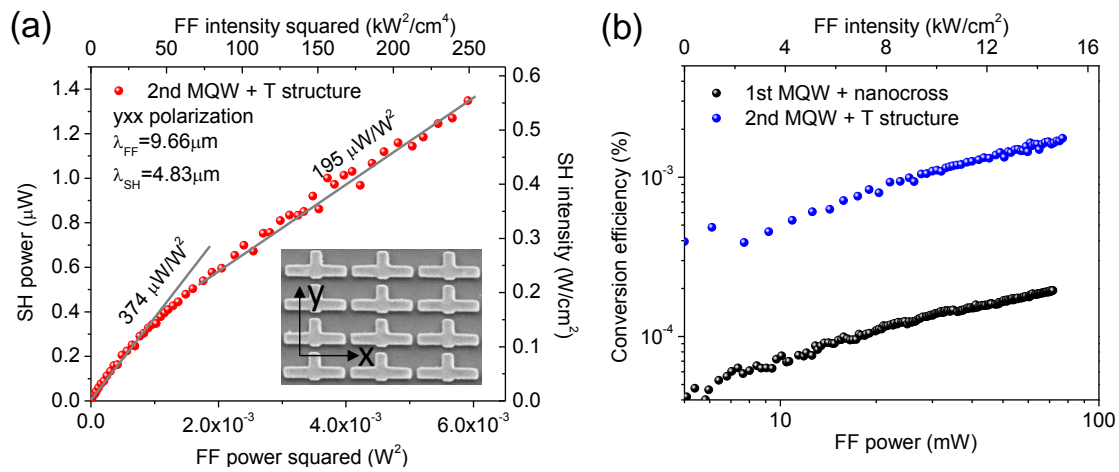 (a)
FF intensity squared (kW²/cm⁴)
0 50 100 150 200 250
2nd MQW + T structure
yxx polarization
λFF=9.66μm
λSH=4.83μm
195 μW/W²
374 μW/W²
SH power (μW)
1.4
1.2
1.0
0.8
0.6
0.4
0.2
0.0
SH intensity (W/cm²)
0.6
0.5
0.4
0.3
0.2
0.1
0.0
y
x
0.0 2.0x10⁻³ 4.0x10⁻³ 6.0x10⁻³
FF power squared (W²)
(b)
FF intensity (kW/cm²)
0 4 8 12 16
1st MQW + nanocross
2nd MQW + T structure
Conversion efficiency (%)
10⁻³
10⁻⁴
10 100
FF power (mW)